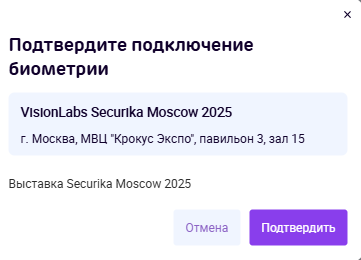 Подтвердите подключение
биометрии
VisionLabs Securika Moscow 2025
г. Москва, МВЦ "Крокус Экспо", павильон 3, зал 15
Выставка Securika Moscow 2025
Отмена
Подтвердить